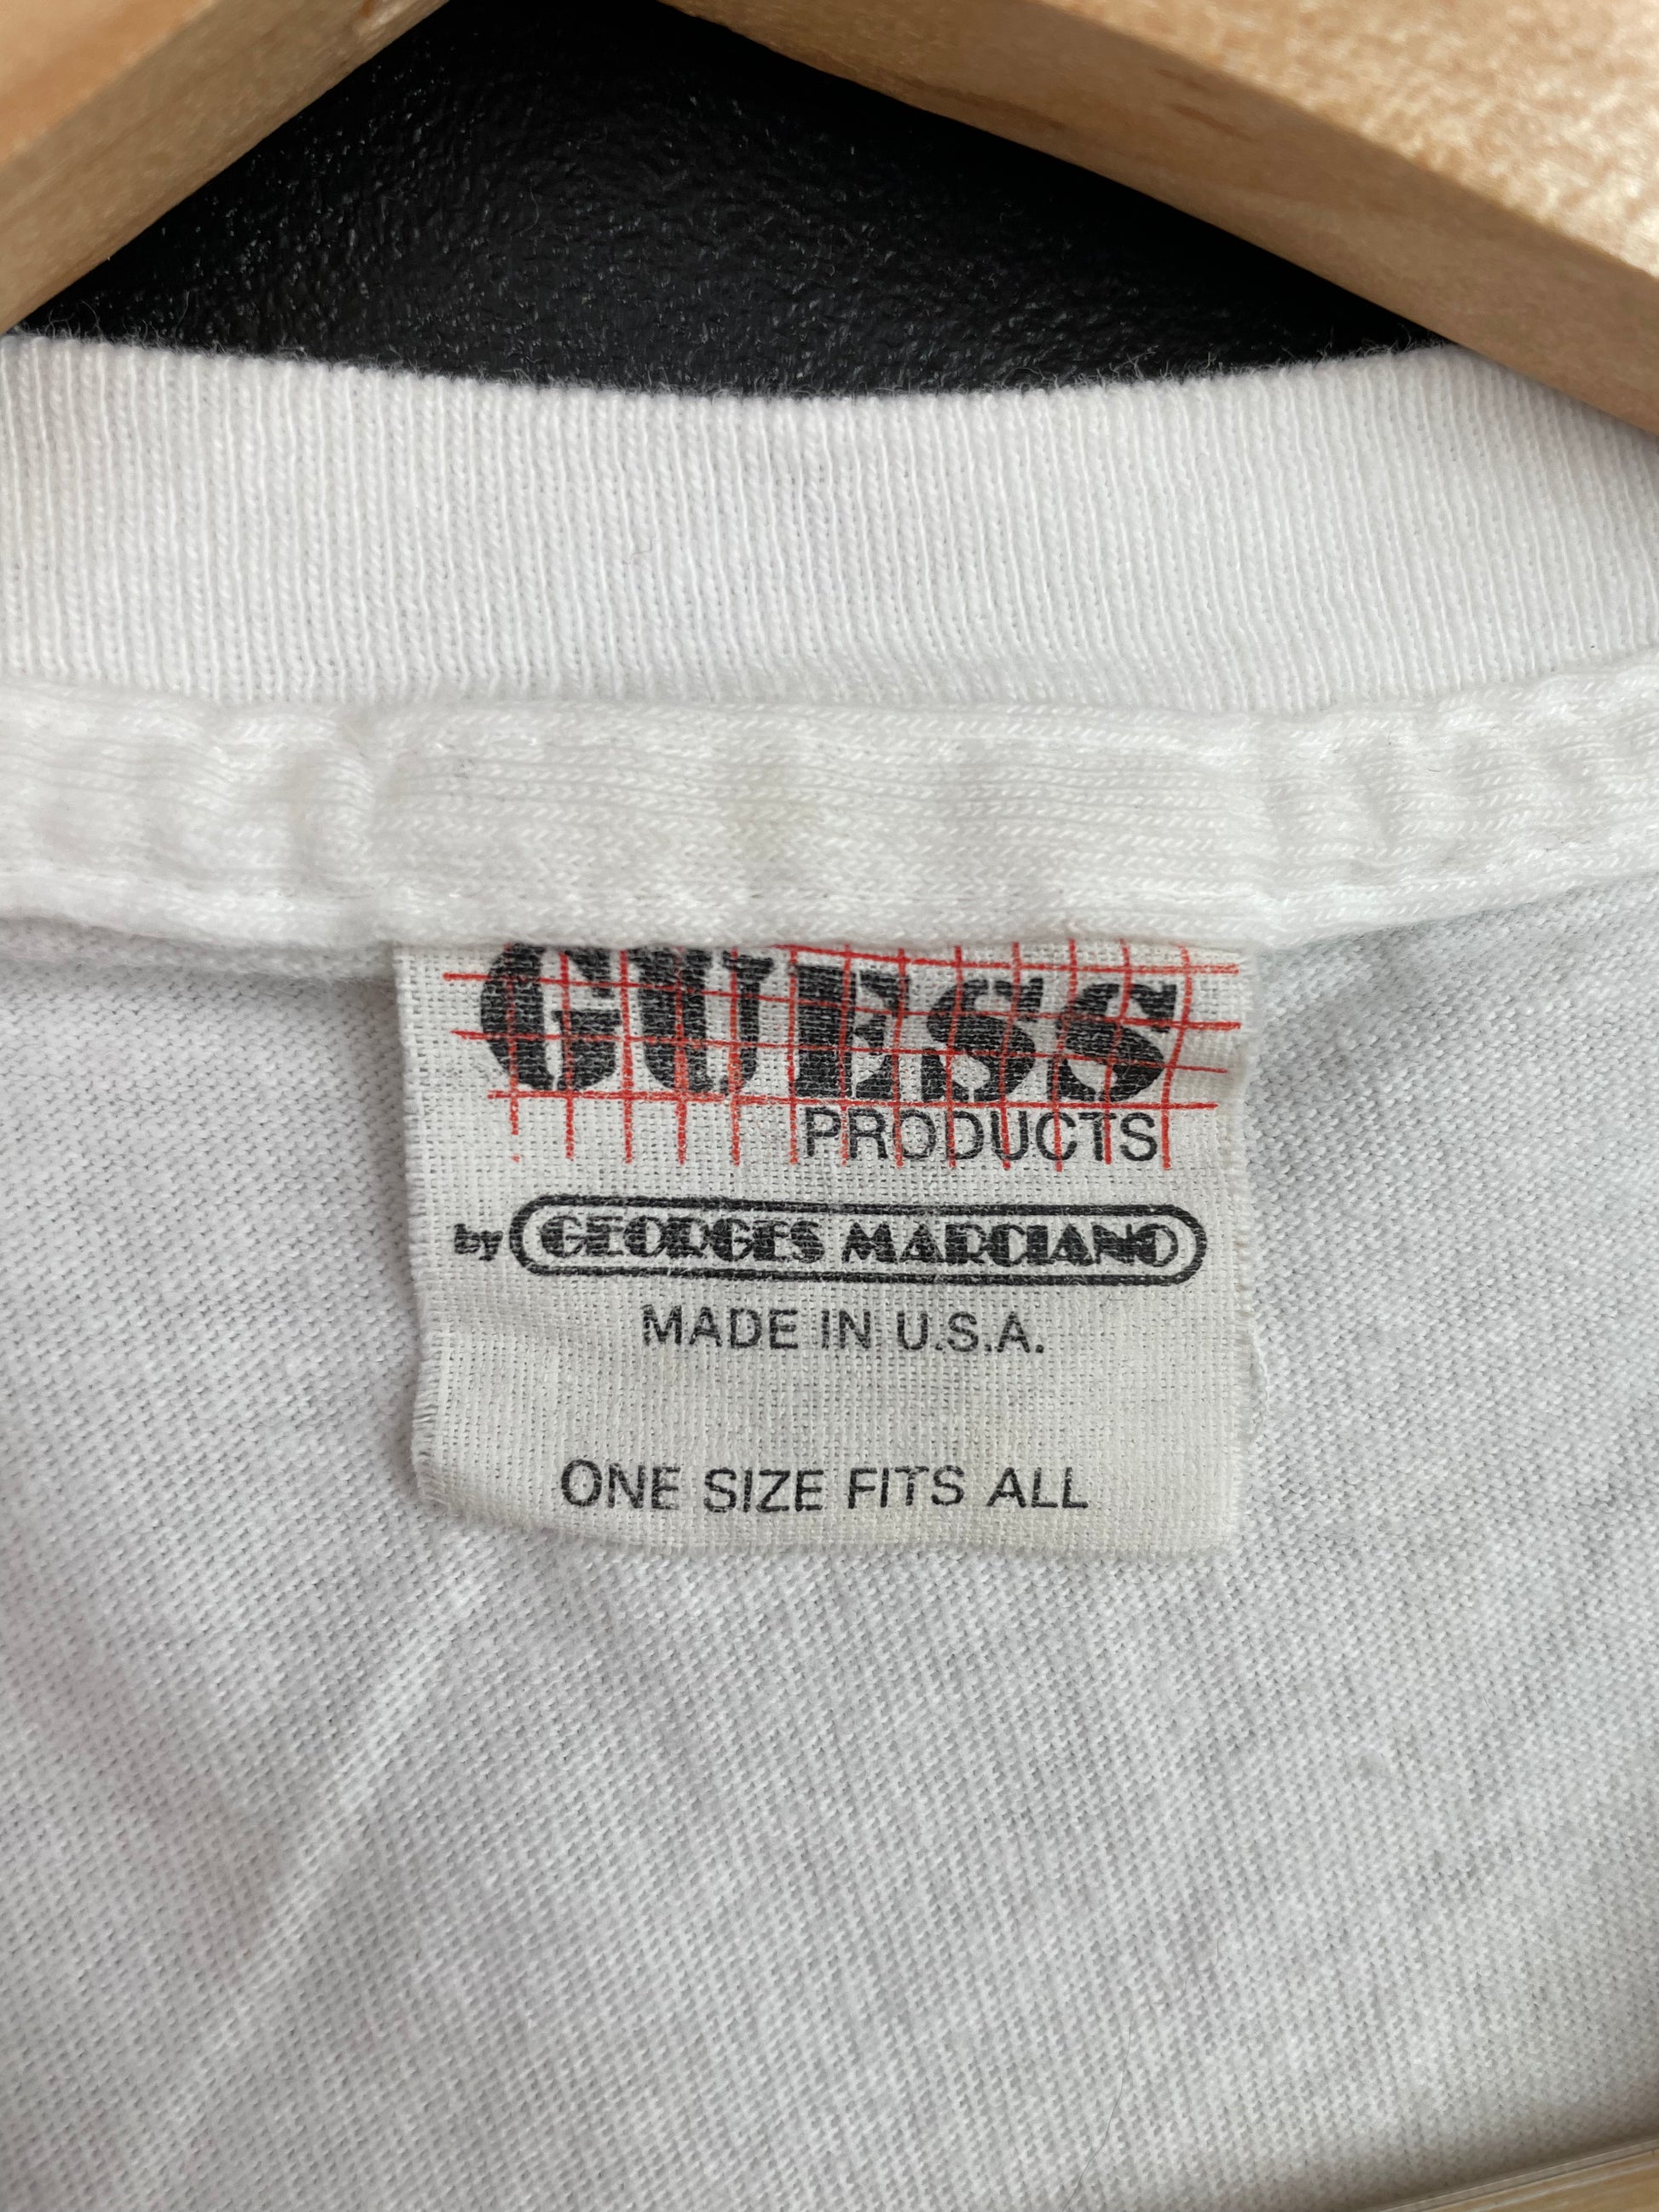 GUESS
PRODUCTS
by GEORGES MARCIANO
MADE IN U.S.A.
ONE SIZE FITS ALL